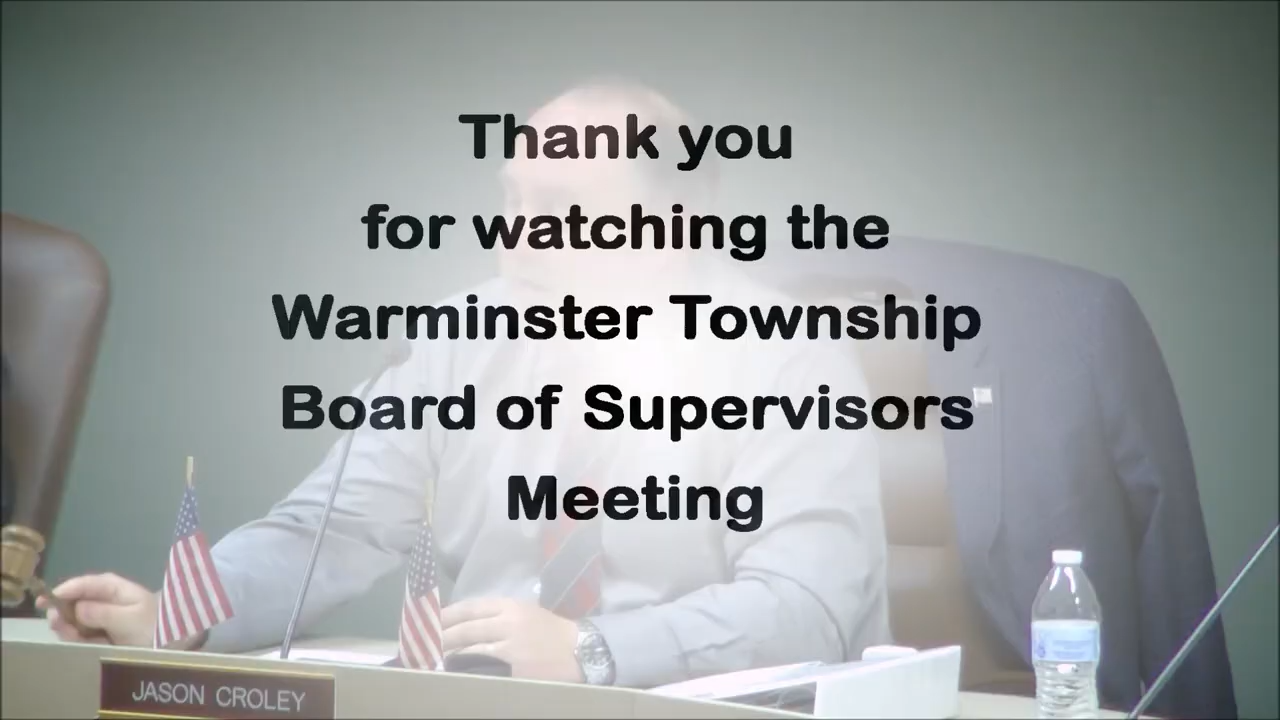 Thank you
for watching the
Warminster Township
Board of Supervisors
Meeting
JASON CROLEY